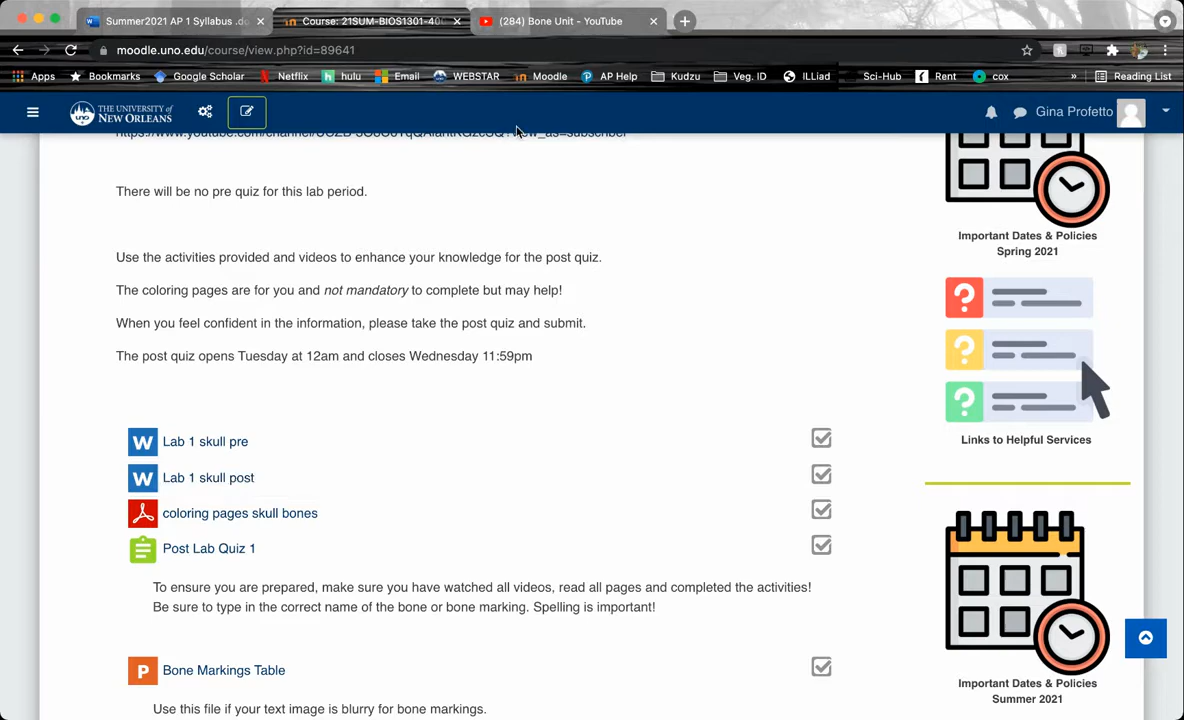 Summer2021 AP 1 Syllabus .do
Course: 21SUM-BIOS1301-40
(284) Bone Unit - YouTube
moodle.uno.edu/course/view.php?id=89641
Apps
Bookmarks
Google Scholar
Netflix
hulu
Email
WEBSTAR
Moodle
AP Help
Kudzu
Veg. ID
ILLiad
Sci-Hub
Rent
cox
»
Reading List
THE UNIVERSITY of
NEW ORLEANS
Gina Profetto
There will be no pre quiz for this lab period.
Use the activities provided and videos to enhance your knowledge for the post quiz.
The coloring pages are for you and not mandatory to complete but may help!
When you feel confident in the information, please take the post quiz and submit.
The post quiz opens Tuesday at 12am and closes Wednesday 11:59pm
Lab 1 skull pre
Lab 1 skull post
coloring pages skull bones
Post Lab Quiz 1
To ensure you are prepared, make sure you have watched all videos, read all pages and completed the activities!
Be sure to type in the correct name of the bone or bone marking. Spelling is important!
Bone Markings Table
Use this file if your text image is blurry for bone markings.
Important Dates & Policies
Spring 2021
Links to Helpful Services
Important Dates & Policies
Summer 2021